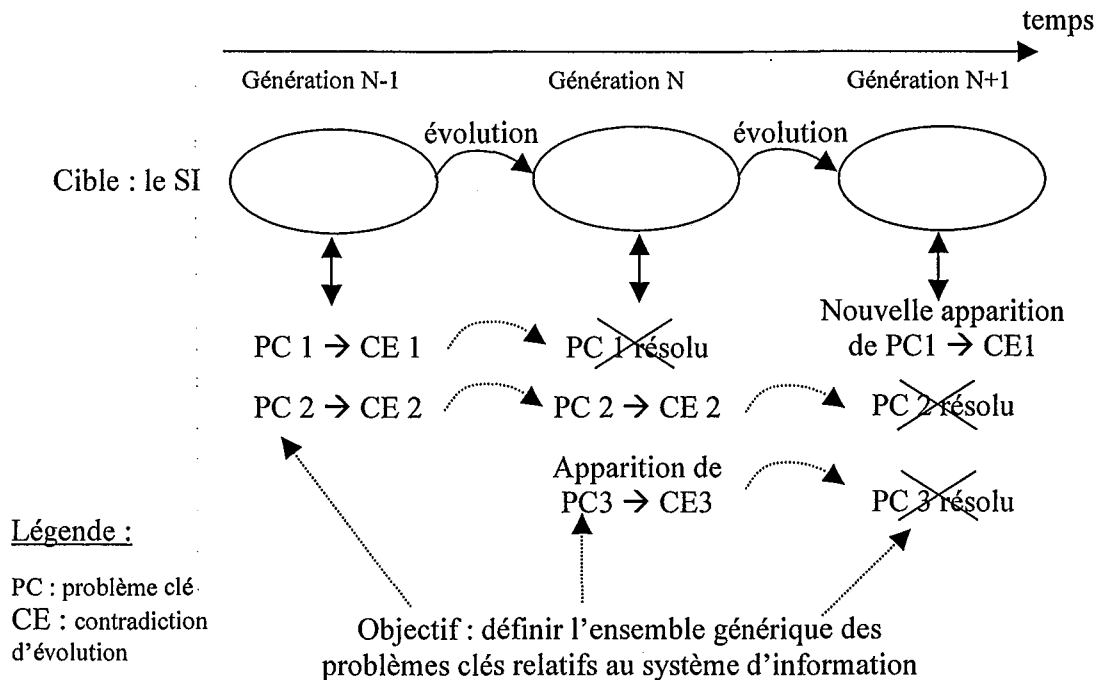 temps
Génération N-1 Génération N Génération N+1
évolution évolution
Cible : le SI
Nouvelle apparition
PC 1 → CE 1 PC 1 résolu de PC1 → CE1
PC 2 → CE 2 PC 2 → CE 2 PC 2 résolu
Apparition de
PC3 → CE3 PC 3 résolu
Légende :
PC : problème clé
CE : contradiction
d'évolution
Objectif : définir l'ensemble générique des
problèmes clés relatifs au système d'information